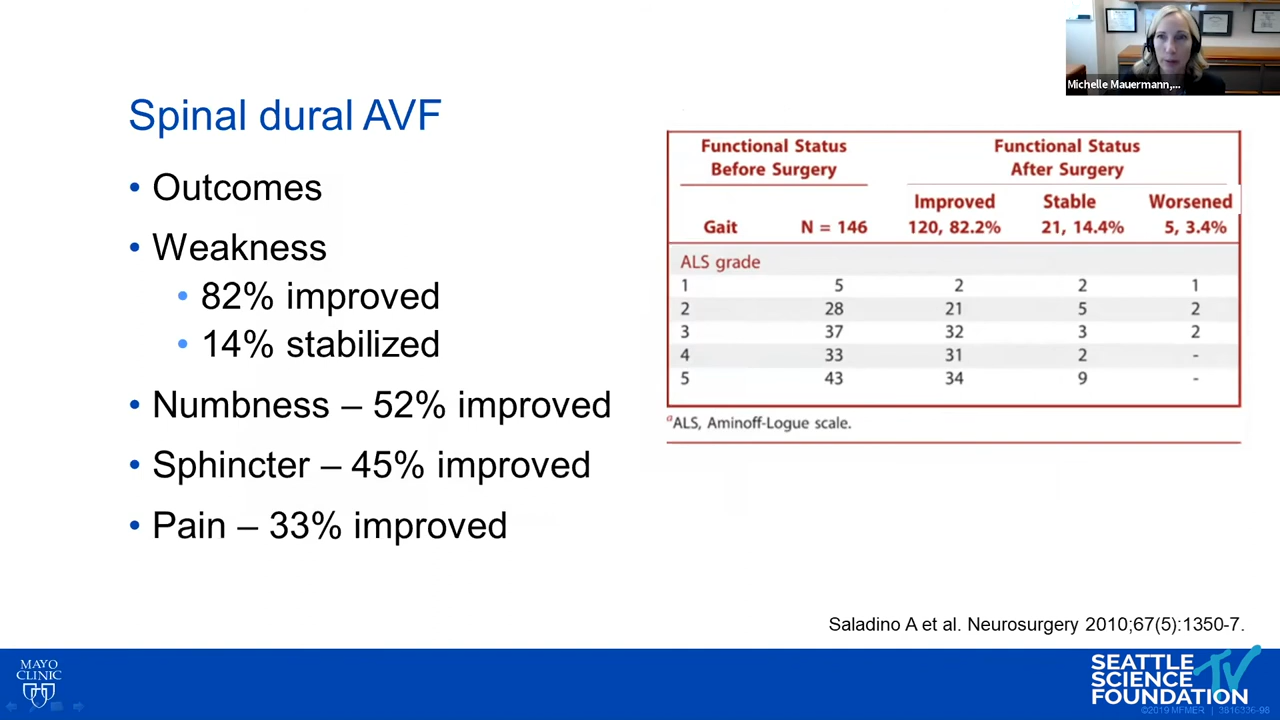 Michelle Mauermann,...
Spinal dural AVF
• Outcomes
• Weakness
• 82% improved
• 14% stabilized
• Numbness – 52% improved
• Sphincter – 45% improved
• Pain – 33% improved
Functional Status Functional Status
Before Surgery After Surgery
Improved Stable Worsened
Gait N = 146 120, 82.2% 21, 14.4% 5, 3.4%
ALS grade
1 5 2 2 1
2 28 21 5 2
3 37 32 3 2
4 33 31 2 -
5 43 34 9 -
aALS, Aminoff-Logue scale.
Saladino A et al. Neurosurgery 2010;67(5):1350-7.
MAYO
CLINIC
SEATTLE
SCIENCE TV
FOUNDATION
©2019 MFMER | 3816336-98